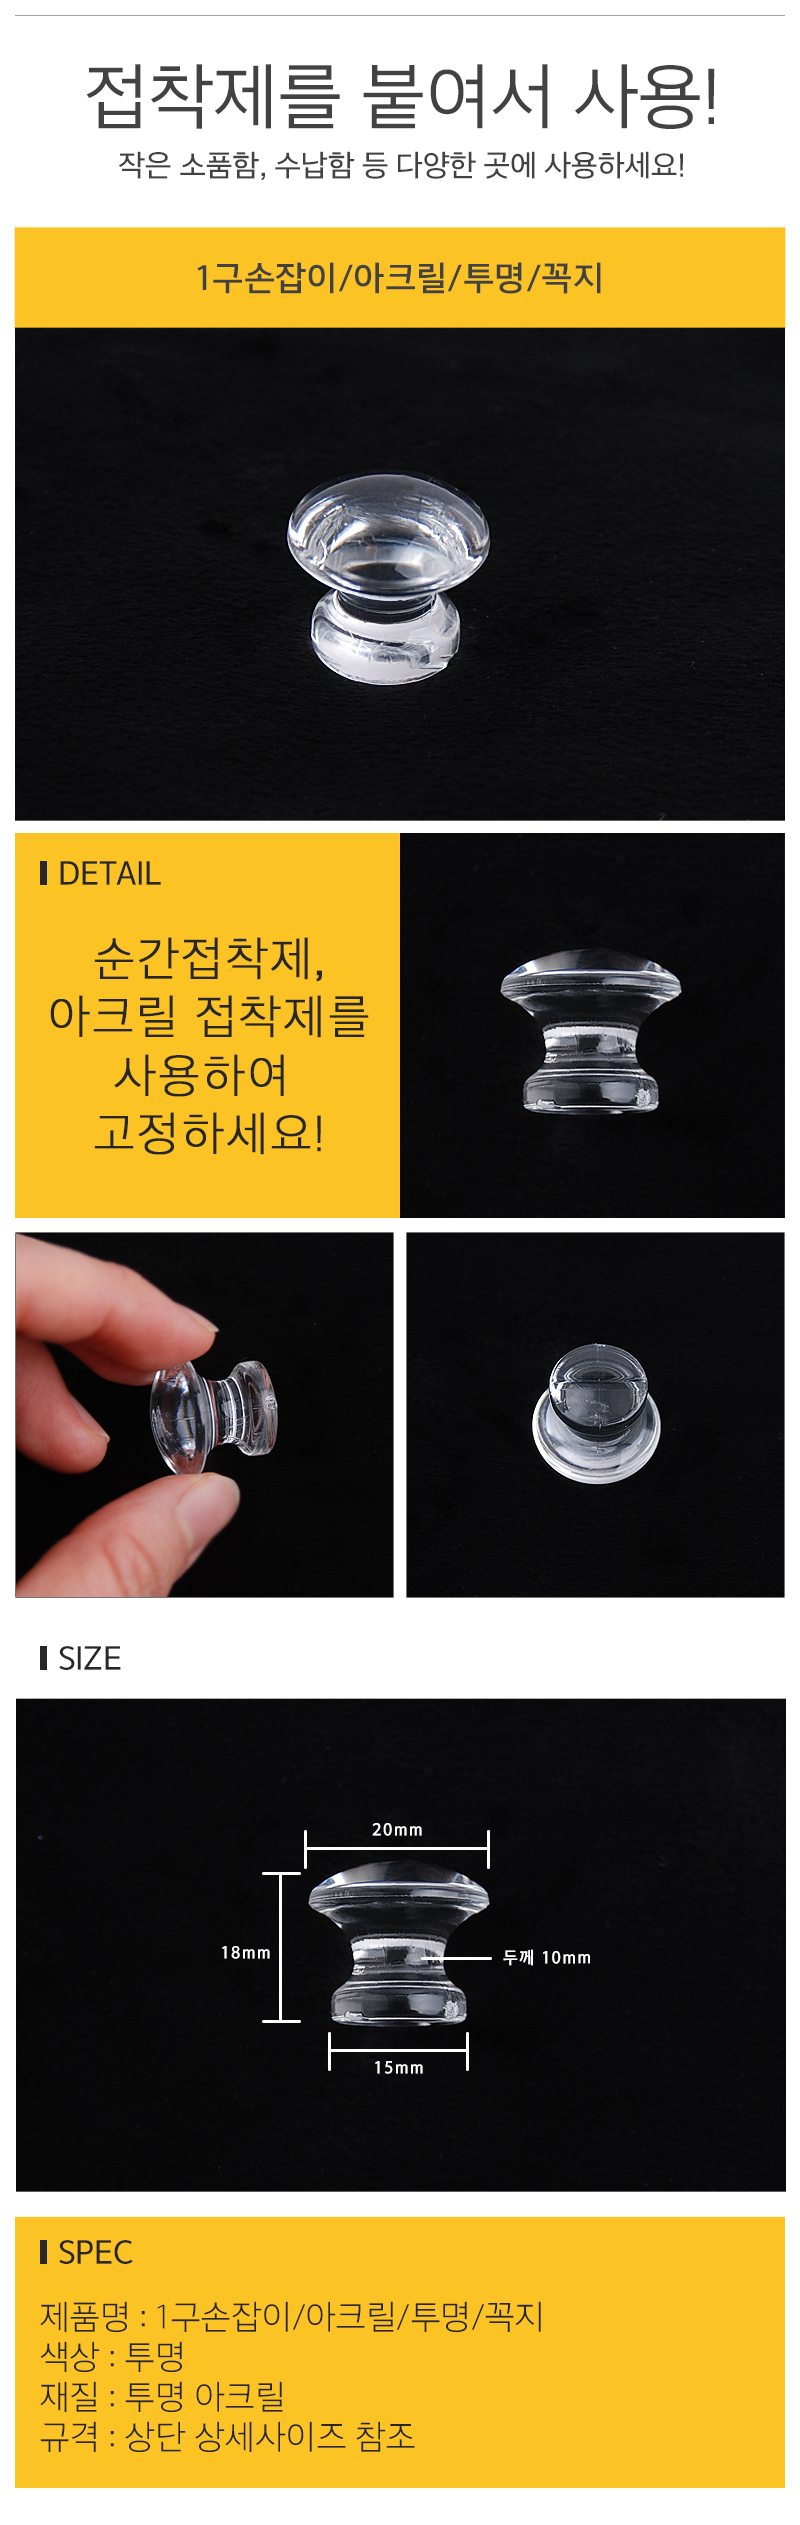 접착제를 붙여서 사용!
작은 소품함, 수납함 등 다양한 곳에 사용하세요!
1구손잡이/아크릴/투명/꼭지
DETAIL
순간접착제,
아크릴 접착제를
사용하여
고정하세요!
SIZE
20mm
18mm
두께 10mm
15mm
SPEC
제품명 : 1구손잡이/아크릴/투명/꼭지
색상 : 투명
재질 : 투명 아크릴
규격 : 상단 상세사이즈 참조